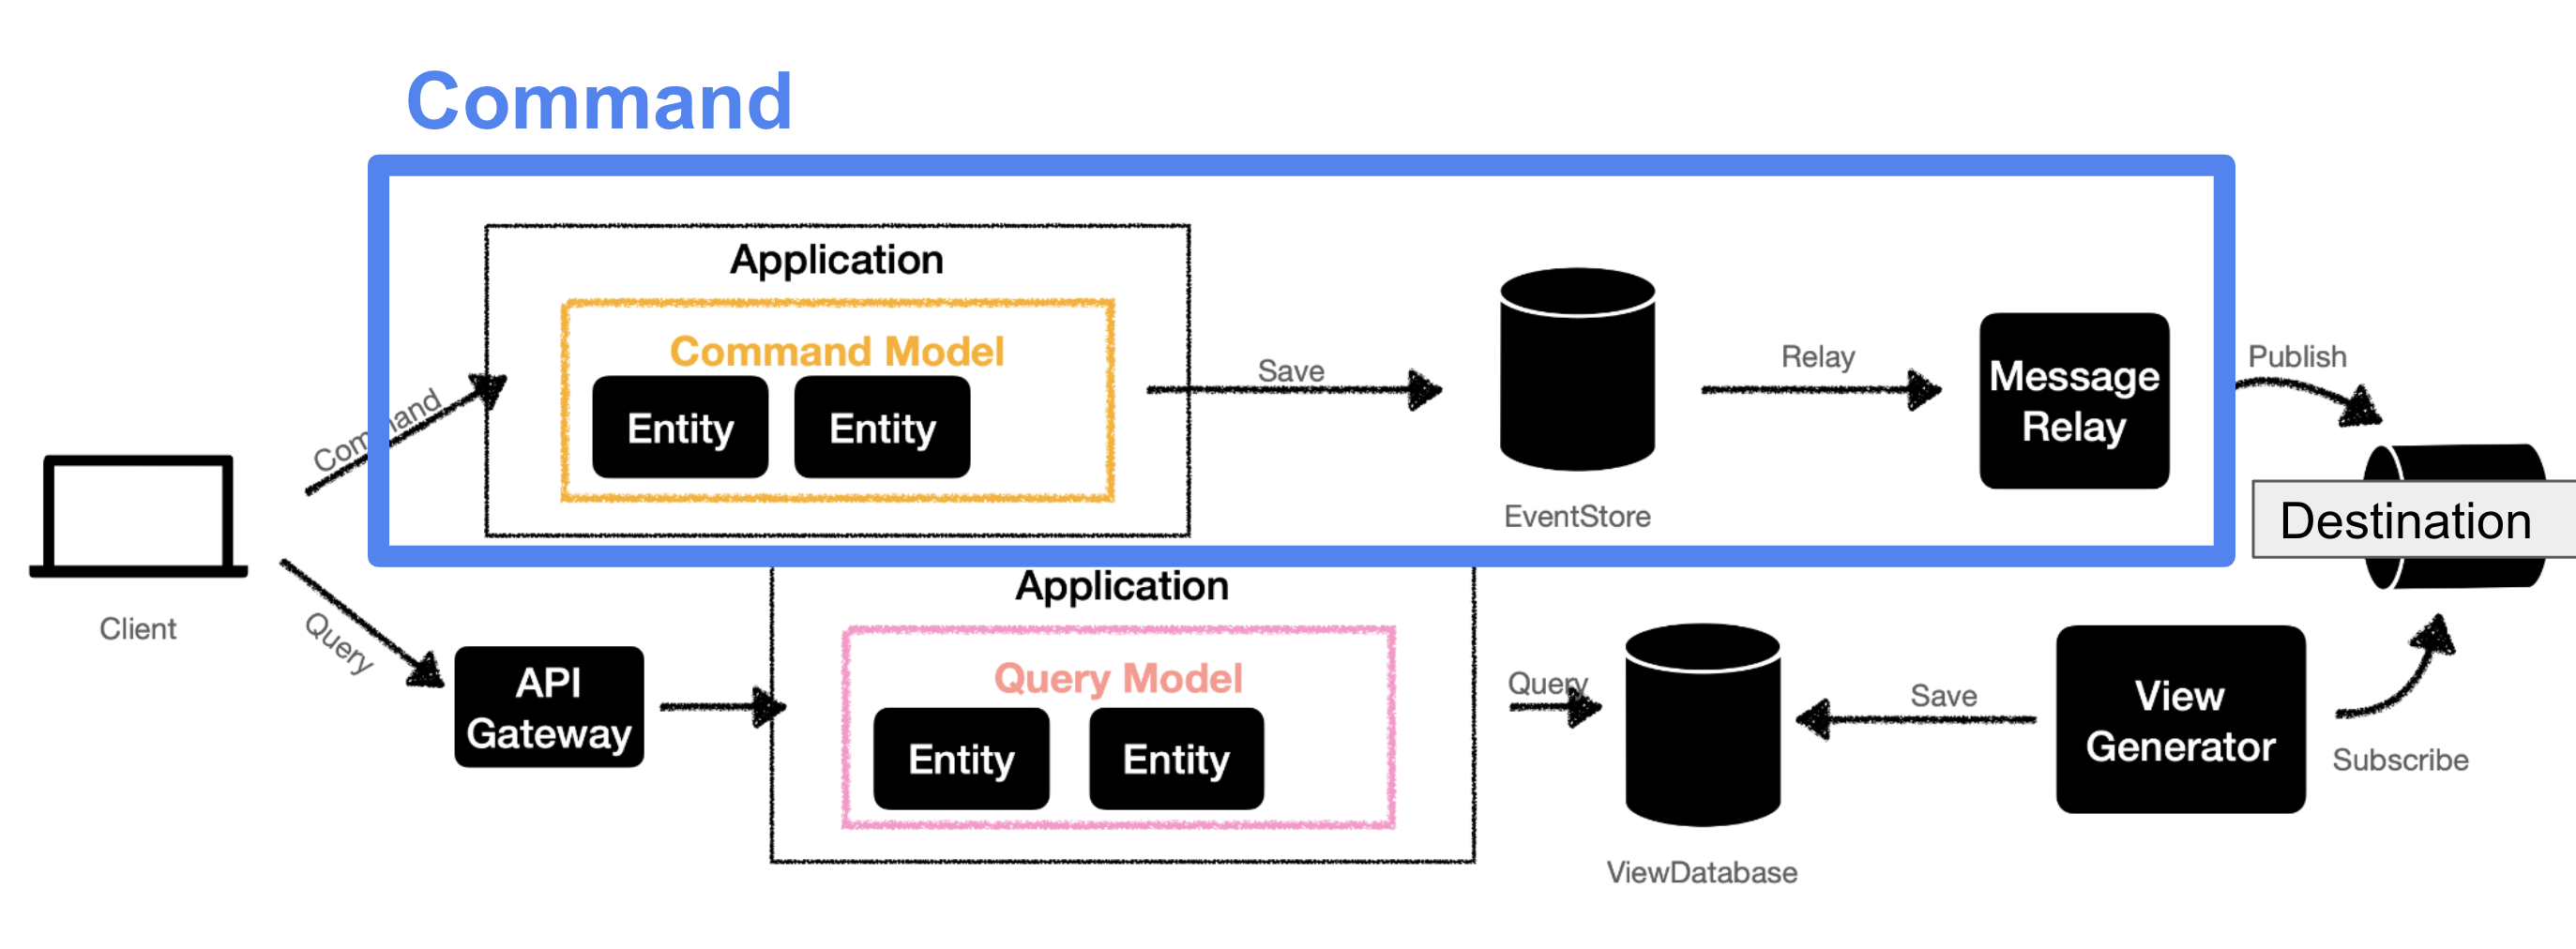 Command
Application
Command Model
Entity
Entity
Command
Save
EventStore
Relay
Message
Relay
Publish
Destination
Client
Query
API
Gateway
Application
Query Model
Entity
Entity
Query
ViewDatabase
Save
View
Generator
Subscribe